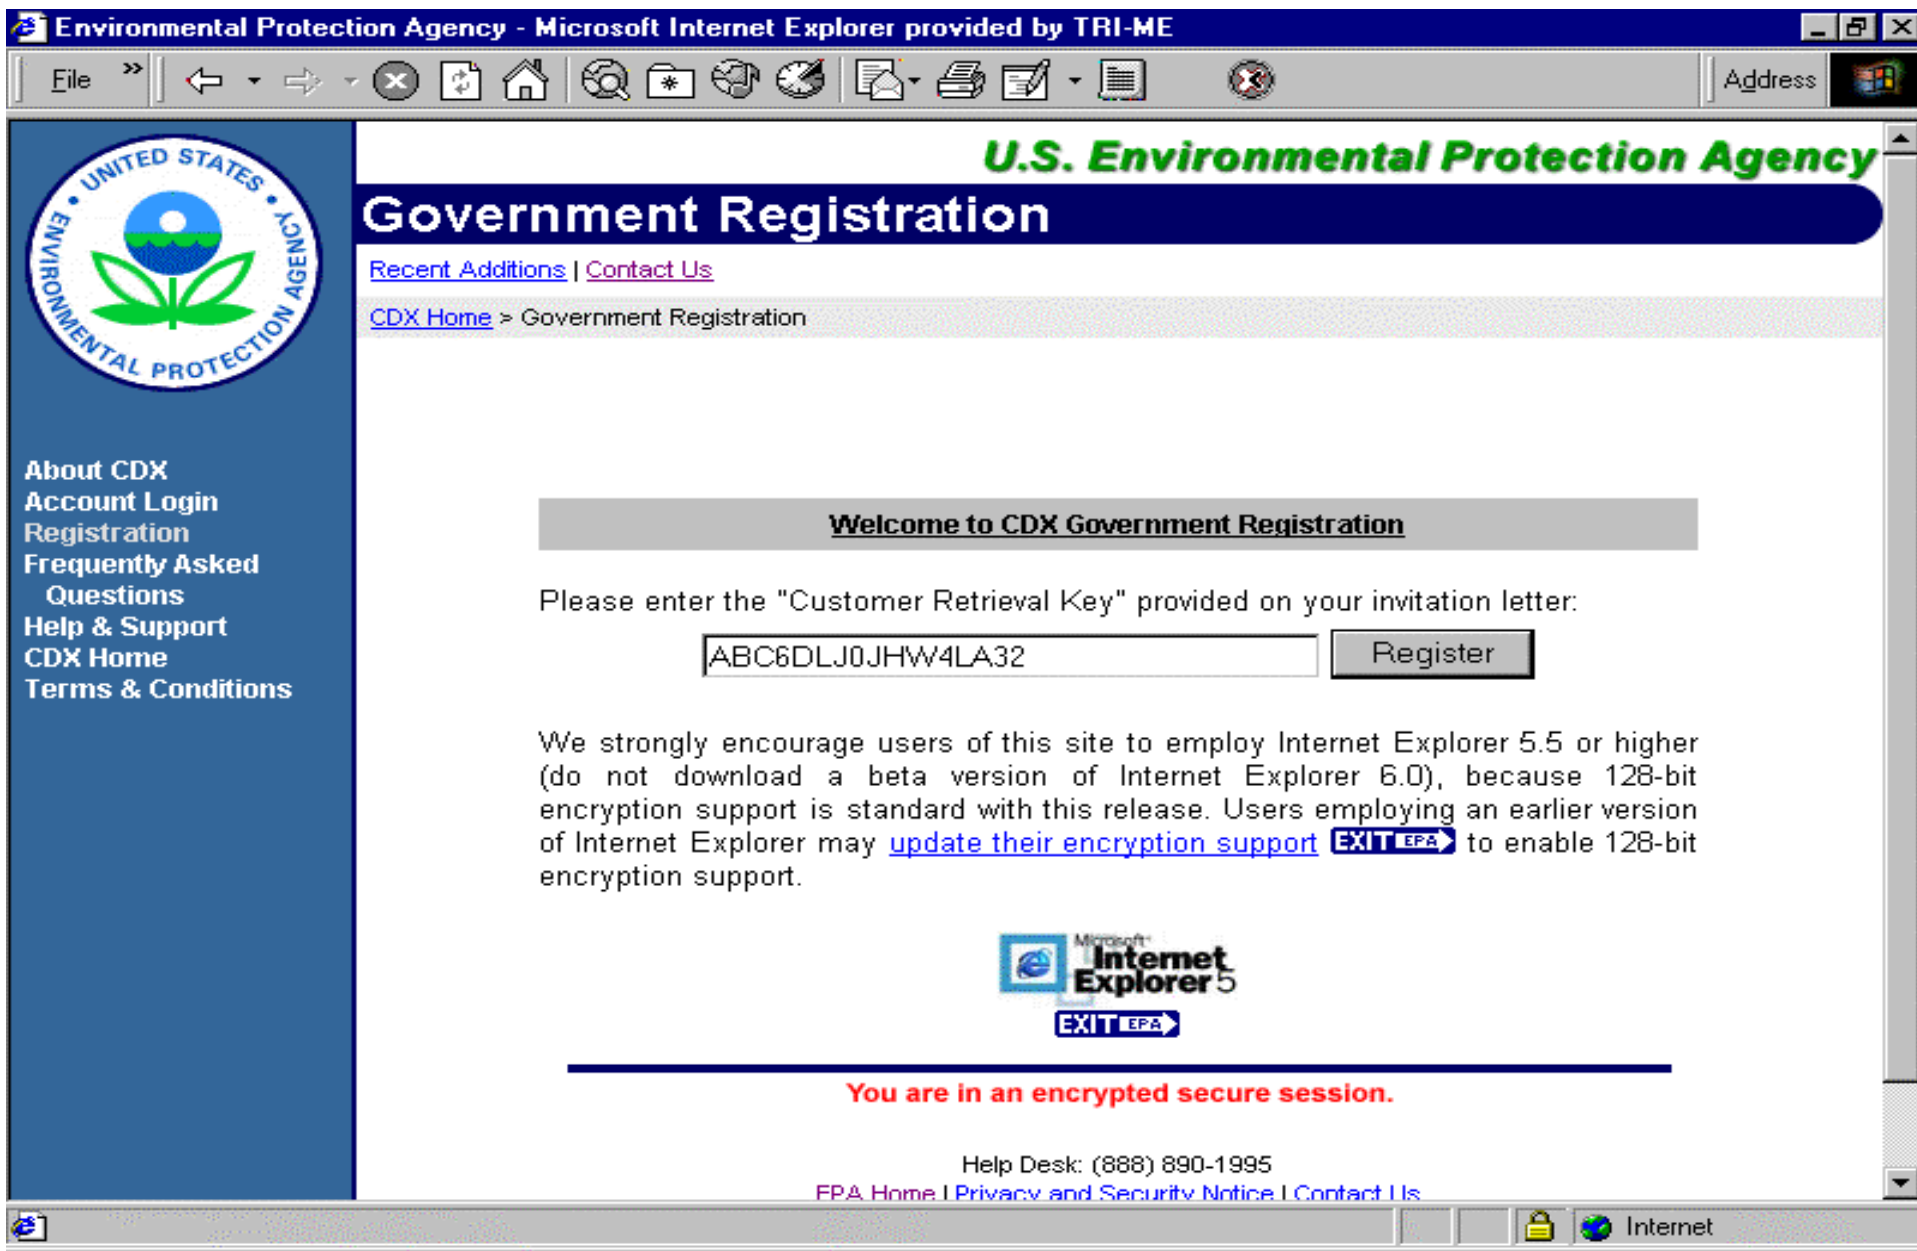 Environmental Protection Agency - Microsoft Internet Explorer provided by TRI-ME
File
Address
UNITED STATES • ENVIRONMENTAL PROTECTION AGENCY •
U.S. Environmental Protection Agency
Government Registration
Recent Additions | Contact Us
CDX Home > Government Registration
About CDX
Account Login
Registration
Frequently Asked
Questions
Help & Support
CDX Home
Terms & Conditions
Welcome to CDX Government Registration
Please enter the "Customer Retrieval Key" provided on your invitation letter:
ABC6DLJ0JHW4LA32
Register
We strongly encourage users of this site to employ Internet Explorer 5.5 or higher
(do not download a beta version of Internet Explorer 6.0), because 128-bit
encryption support is standard with this release. Users employing an earlier version
of Internet Explorer may update their encryption support EXIT EPA to enable 128-bit
encryption support.
Microsoft
Internet
Explorer 5
EXIT EPA
You are in an encrypted secure session.
Help Desk: (888) 890-1995
EPA Home | Privacy and Security Notice | Contact Us
Internet